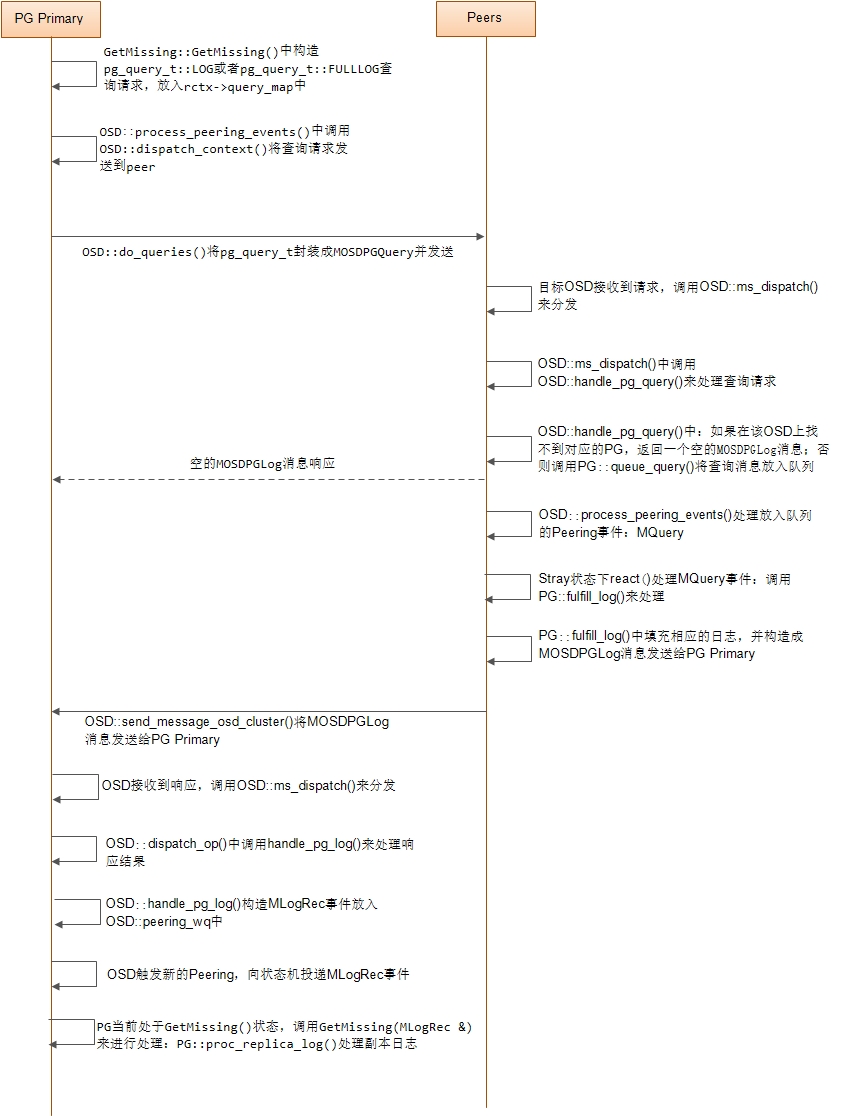 PG Primary
Peers
GetMissing::GetMissing()中构造
pg_query_t::LOG或者pg_query_t::FULLLOG查
询请求，放入rctx->query_map中
OSD::process_peering_events()中调用
OSD::dispatch_context()将查询请求发
送到peer
OSD::do_queries()将pg_query_t封装成MOSDPGQuery并发送
目标OSD接收到请求，调用OSD::ms_dispatch()
来分发
OSD::ms_dispatch()中调用
OSD::handle_pg_query()来处理查询请求
OSD::handle_pg_query()中：如果在该OSD上找
不到对应的PG，返回一个空的MOSDPGLog消息；否
则调用PG::queue_query()将查询消息放入队列
空的MOSDPGLog消息响应
OSD::process_peering_events()处理放入队列
的Peering事件：MQuery
Stray状态下react()处理MQuery事件：调用
PG::fulfill_log()来处理
PG::fulfill_log()中填充相应的日志，并构造成
MOSDPGLog消息发送给PG Primary
OSD::send_message_osd_cluster()将MOSDPGLog
消息发送给PG Primary
OSD接收到响应，调用OSD::ms_dispatch()来分发
OSD::dispatch_op()中调用handle_pg_log()来处理响
应结果
OSD::handle_pg_log()构造MLogRec事件放入
OSD::peering_wq中
OSD触发新的Peering，向状态机投递MLogRec事件
PG当前处于GetMissing()状态，调用GetMissing(MLogRec &)
来进行处理：PG::proc_replica_log()处理副本日志